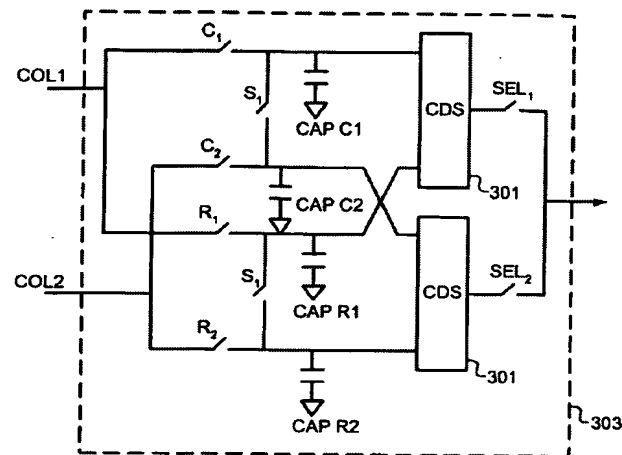 C1
COL1
S1
CAP C1
CDS
SEL1
301
C2
CAP C2
R1
COL2
S1
CAP R1
CDS
SEL2
301
R2
CAP R2
303